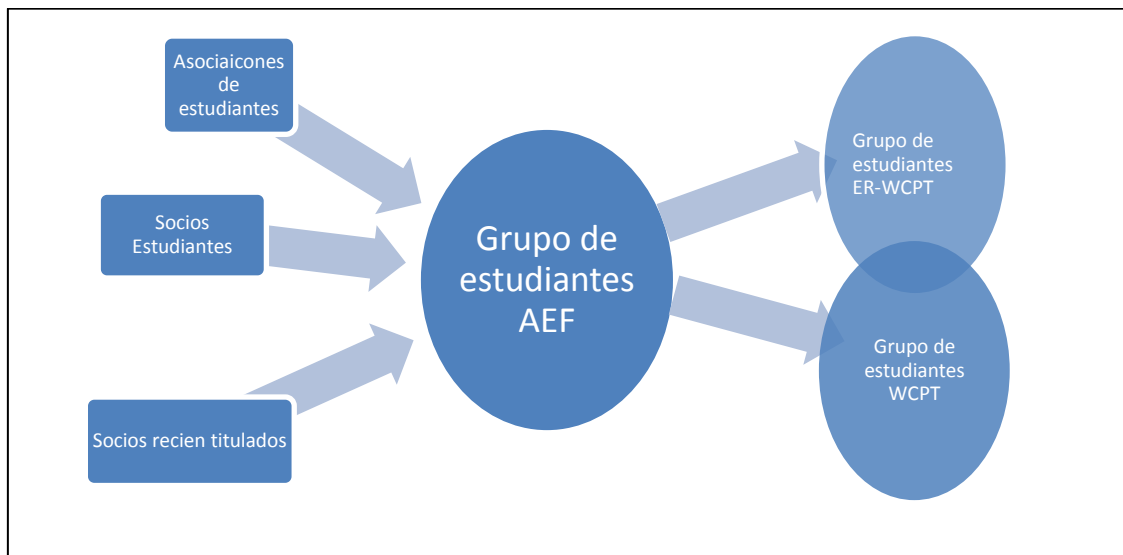 Asociaicones
de
estudiantes
Socios
Estudiantes
Socios recien titulados
Grupo de
estudiantes
AEF
Grupo de
estudiantes
ER-WCPT
Grupo de
estudiantes
WCPT